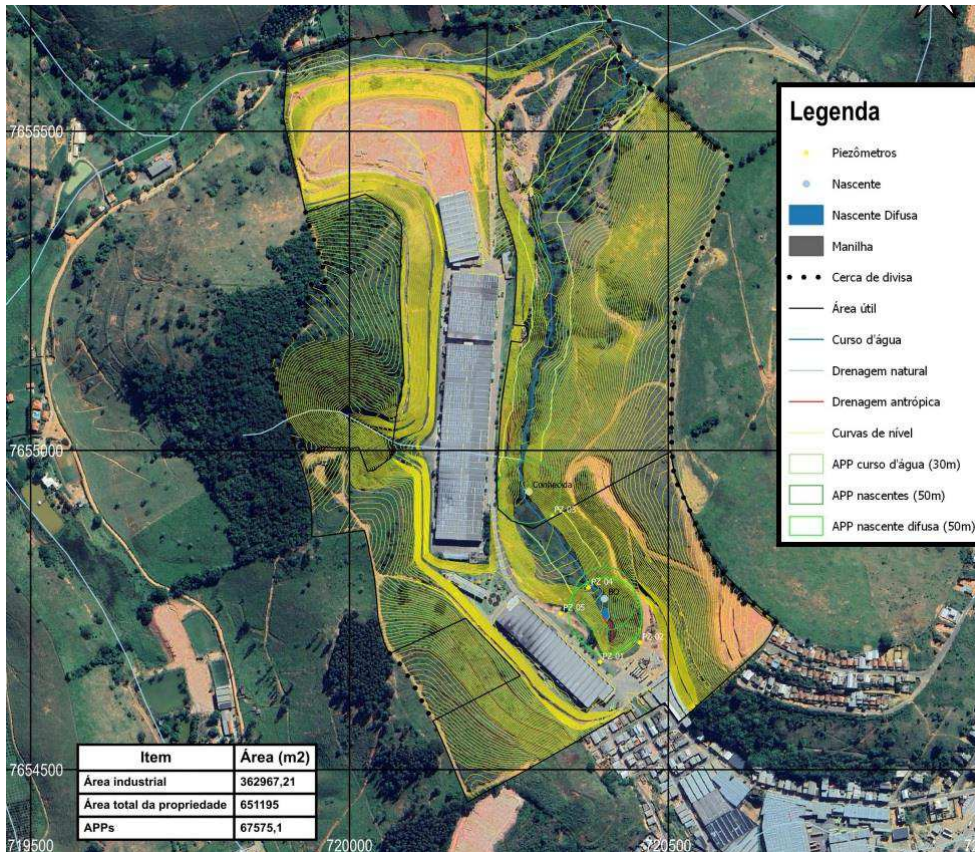 Legenda
Piezômetros
Nascente
Nascente Difusa
Manilha
Cerca de divisa
Área útil
Curso d'água
Drenagem natural
Drenagem antrópica
Curvas de nível
APP curso d'água (30m)
APP nascentes (50m)
APP nascente difusa (50m)
7655500
7655000
Conhecida
PZ 03
PZ 04
BO
PZ 05
PZ 02
PZ 01
7654500
Item Área (m2)
Área industrial 362967,21
Área total da propriedade 651195
APPs 67575,1
719500 720000 720500